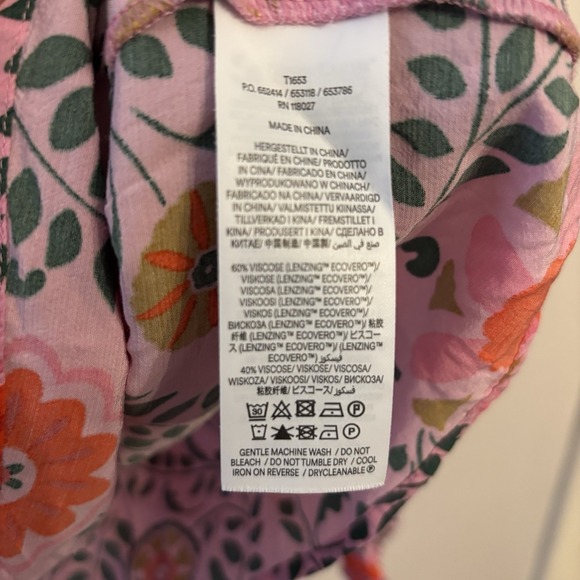 T1653
P.O. 652414 / 653118 / 653786
RN 118027
MADE IN CHINA
HERGESTELLT IN CHINA/
FABRIQUÉ EN CHINE/ PRODOTTO
IN CINA/ FABRICADO EN CHINA/
WYPRODUKOWANO W CHINACH/
FABRICADO NA CHINA/ VERVAARDIGD
IN CHINA/ VALMISTETTU KIINASSA/
TILLVERKAD I KINA/ FREMSTILLET I
KINA/ PRODUSERT I KINA/ СДЕЛАНО В
КИТАЕ/ 中国制造/ 中国製/ صنع في الصين
60% VISCOSE (LENZING™ ECOVERO™)/
VISKOSE (LENZING™ ECOVERO™)/
VISCOSA (LENZING™ ECOVERO™)/
VISKOOSI (LENZING™ ECOVERO™)/
VISKOS (LENZING™ ECOVERO™)/
ВИСКОЗА (LENZING™ ECOVERO™)/ 粘胶
纤维 (LENZING™ ECOVERO™)/ ビスコー
ス (LENZING™ ECOVERO™)/ (LENZING™
ECOVERO™) فيسكوز/
40% VISCOSE/ VISKOSE/ VISCOSA/
WISKOZA/ VISKOOSI/ VISKOS/ ВИСКОЗА/
粘胶纤维/ ビスコース/ فيسكوز
30 P
P
GENTLE MACHINE WASH / DO NOT
BLEACH / DO NOT TUMBLE DRY / COOL
IRON ON REVERSE / DRYCLEANABLE Ⓟ